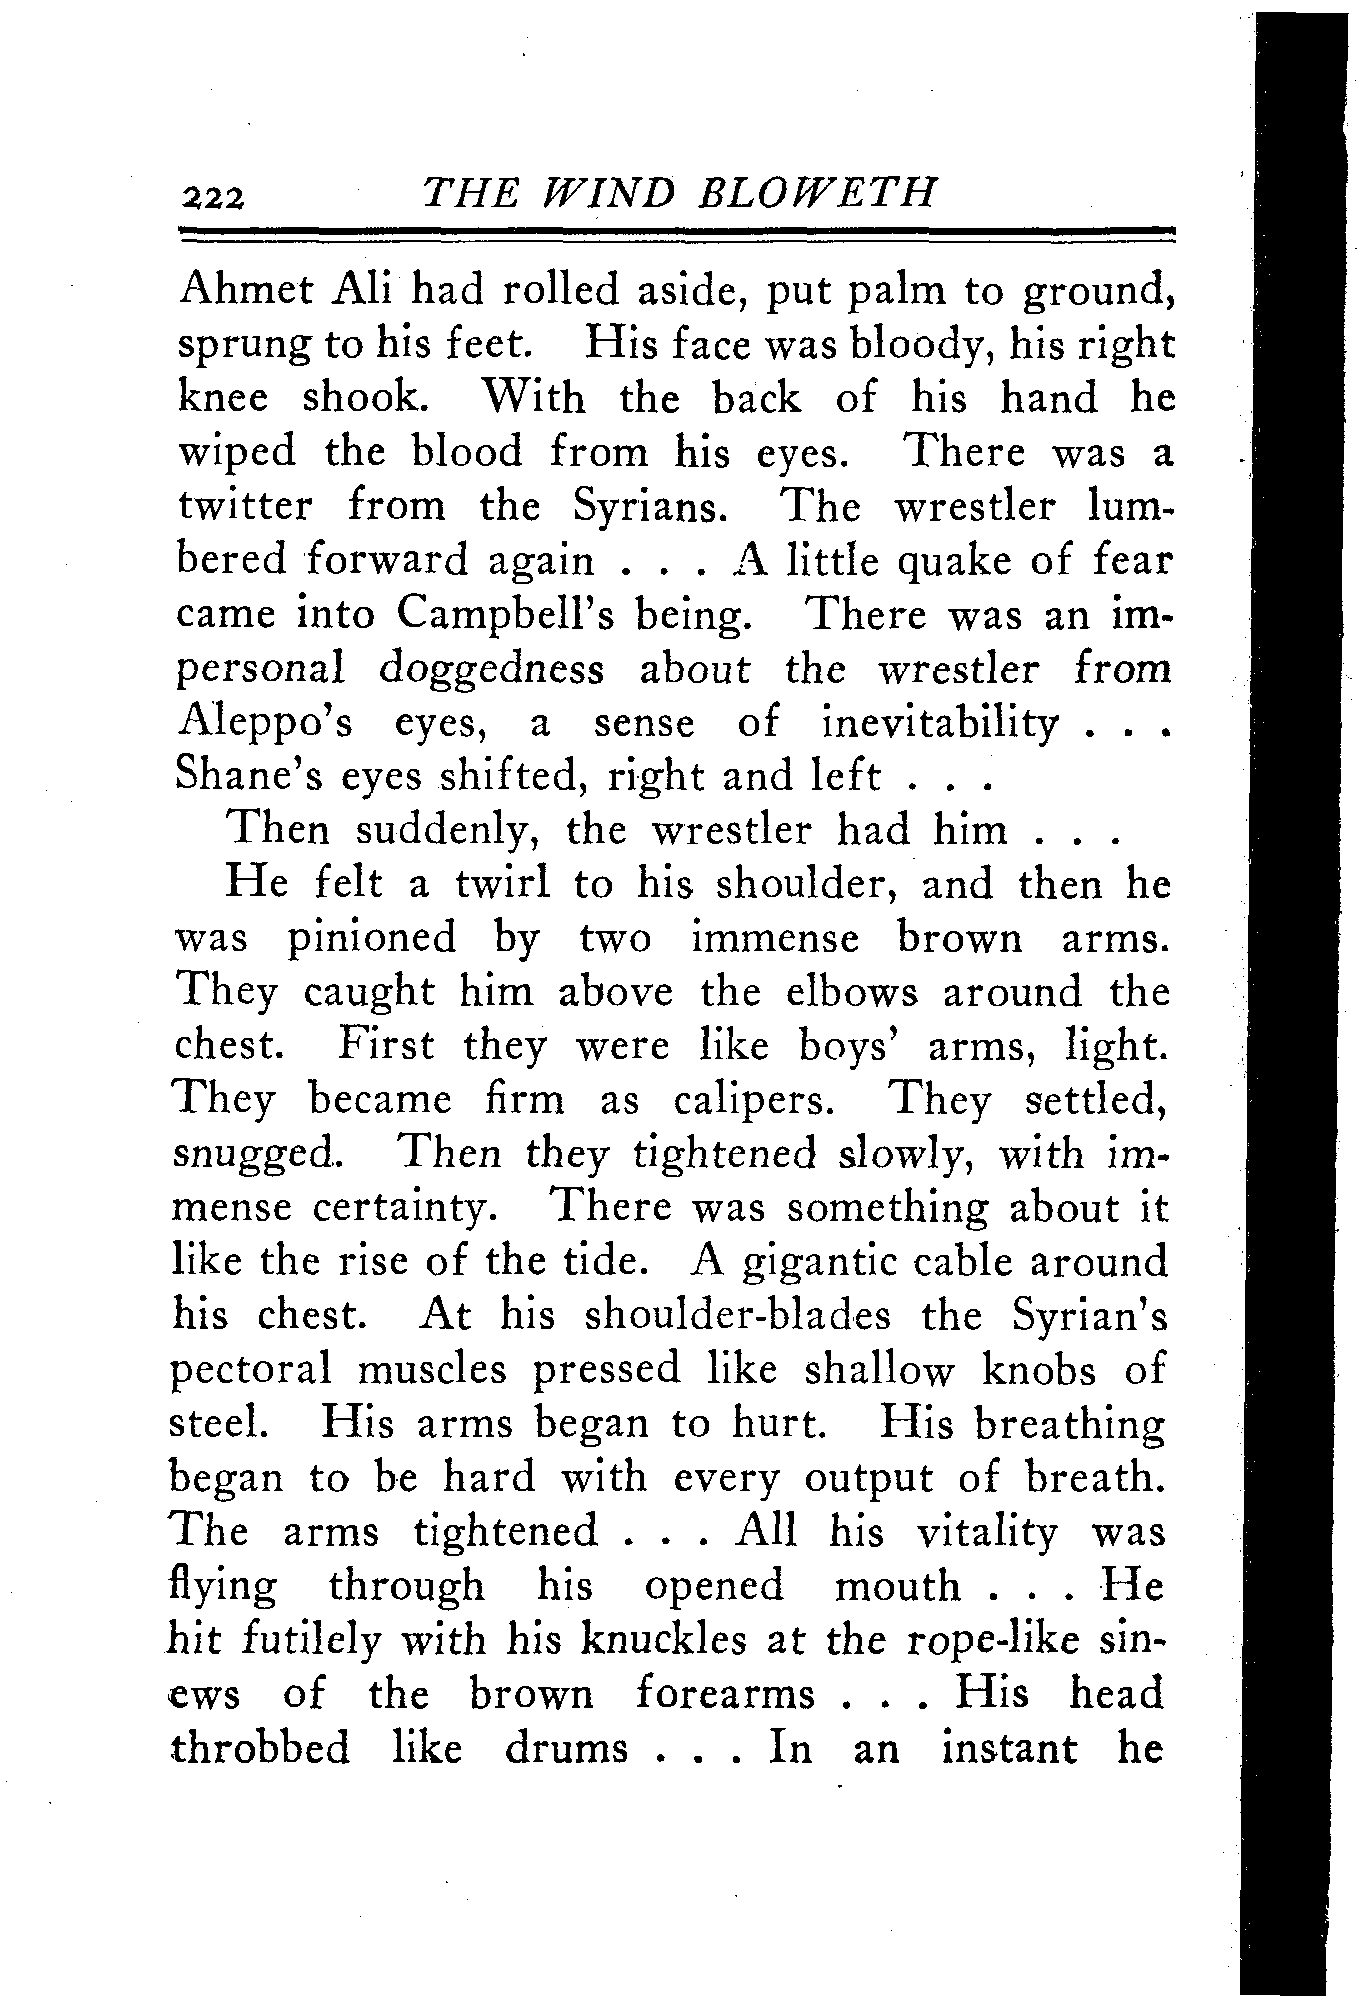 222 THE WIND BLOWETH
Ahmet Ali had rolled aside, put palm to ground,
sprung to his feet. His face was bloody, his right
knee shook. With the back of his hand he
wiped the blood from his eyes. There was a
twitter from the Syrians. The wrestler lum-
bered forward again . . . A little quake of fear
came into Campbell's being. There was an im-
personal doggedness about the wrestler from
Aleppo's eyes, a sense of inevitability . . .
Shane's eyes shifted, right and left . . .
Then suddenly, the wrestler had him . . .
He felt a twirl to his shoulder, and then he
was pinioned by two immense brown arms.
They caught him above the elbows around the
chest. First they were like boys' arms, light.
They became firm as calipers. They settled,
snugged. Then they tightened slowly, with im-
mense certainty. There was something about it
like the rise of the tide. A gigantic cable around
his chest. At his shoulder-blades the Syrian's
pectoral muscles pressed like shallow knobs of
steel. His arms began to hurt. His breathing
began to be hard with every output of breath.
The arms tightened . . . All his vitality was
flying through his opened mouth . . . He
hit futilely with his knuckles at the rope-like sin-
ews of the brown forearms . . . His head
throbbed like drums . . . In an instant he